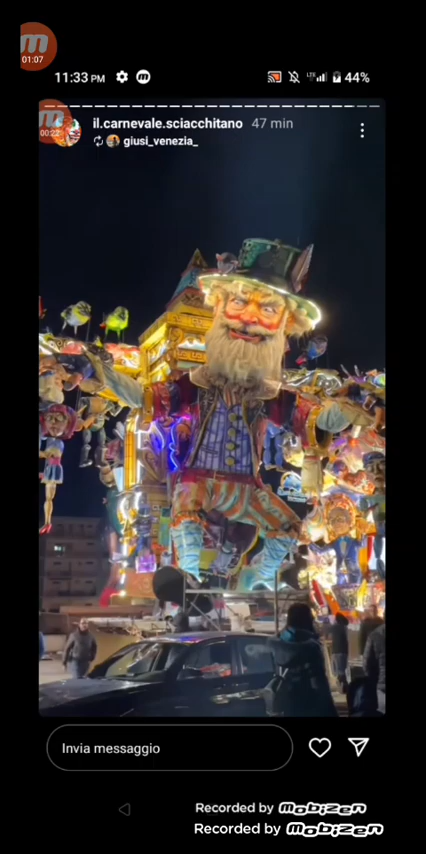 01:07
11:33 PM
LTE
44%
00:22
il.carnevale.sciacchitano 47 min
giusi_venezia_
Invia messaggio
Recorded by MOBIZEN
Recorded by MOBIZEN